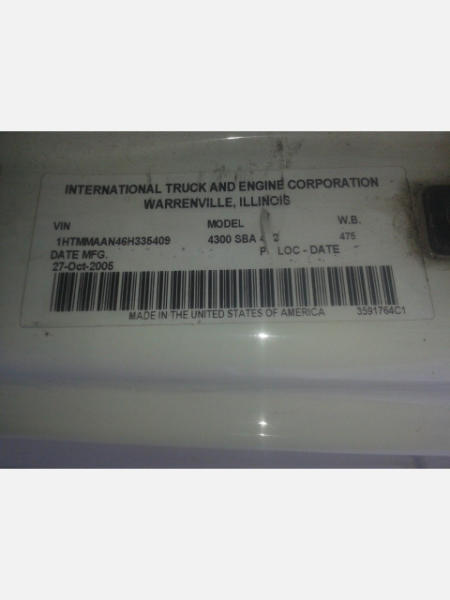 INTERNATIONAL TRUCK AND ENGINE CORPORATION
WARRENVILLE, ILLINOIS
VIN MODEL W.B.
1HTMMAAN46H335409 4300 SBA 475
DATE MFG. LOC - DATE
27-Oct-2005
MADE IN THE UNITED STATES OF AMERICA 3591764C1